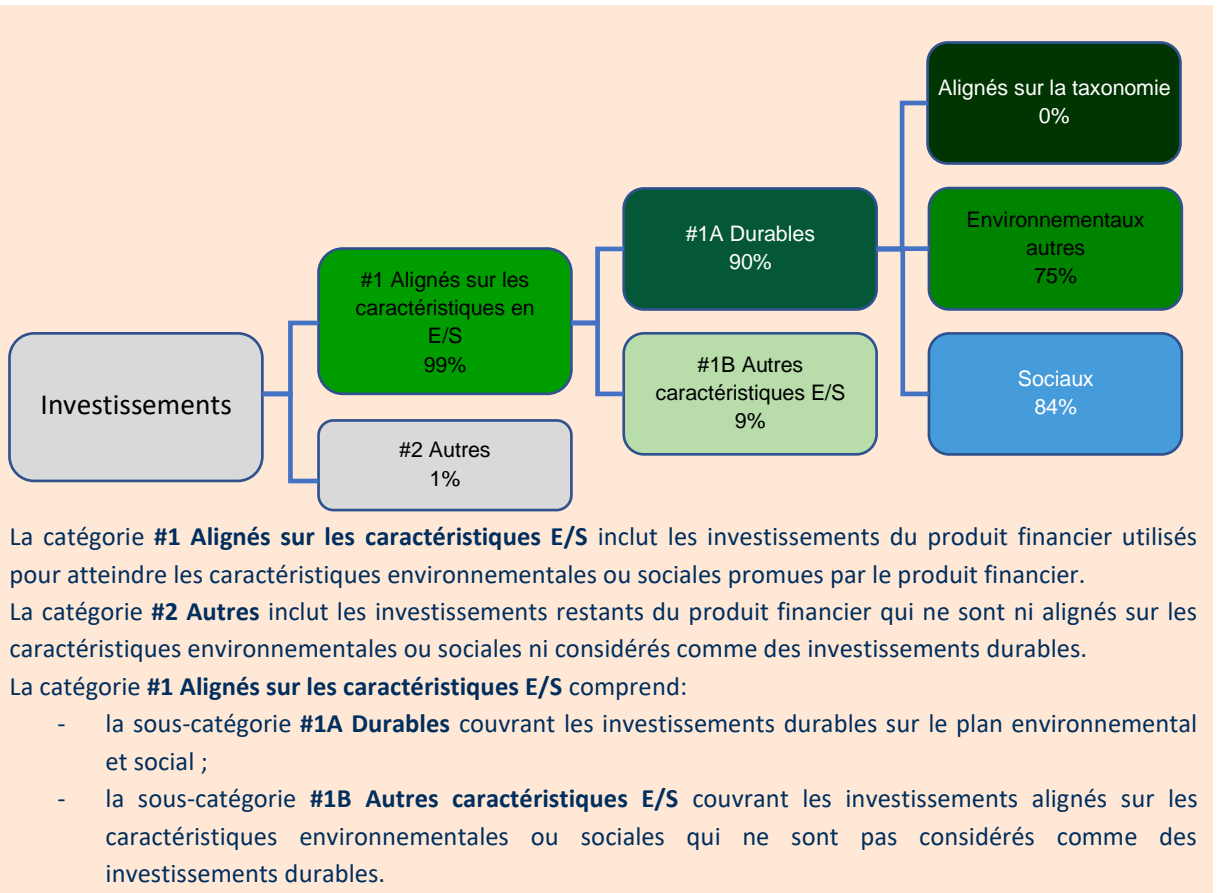 Alignés sur la taxonomie
0%
Environnementaux
autres
75%
#1A Durables
90%
#1 Alignés sur les
caractéristiques en
E/S
99%
#1B Autres
caractéristiques E/S
9%
Sociaux
84%
Investissements
#2 Autres
1%
La catégorie #1 Alignés sur les caractéristiques E/S inclut les investissements du produit financier utilisés
pour atteindre les caractéristiques environnementales ou sociales promues par le produit financier.
La catégorie #2 Autres inclut les investissements restants du produit financier qui ne sont ni alignés sur les
caractéristiques environnementales ou sociales ni considérés comme des investissements durables.
La catégorie #1 Alignés sur les caractéristiques E/S comprend:
- la sous-catégorie #1A Durables couvrant les investissements durables sur le plan environnemental
et social ;
- la sous-catégorie #1B Autres caractéristiques E/S couvrant les investissements alignés sur les
caractéristiques environnementales ou sociales qui ne sont pas considérés comme des
investissements durables.